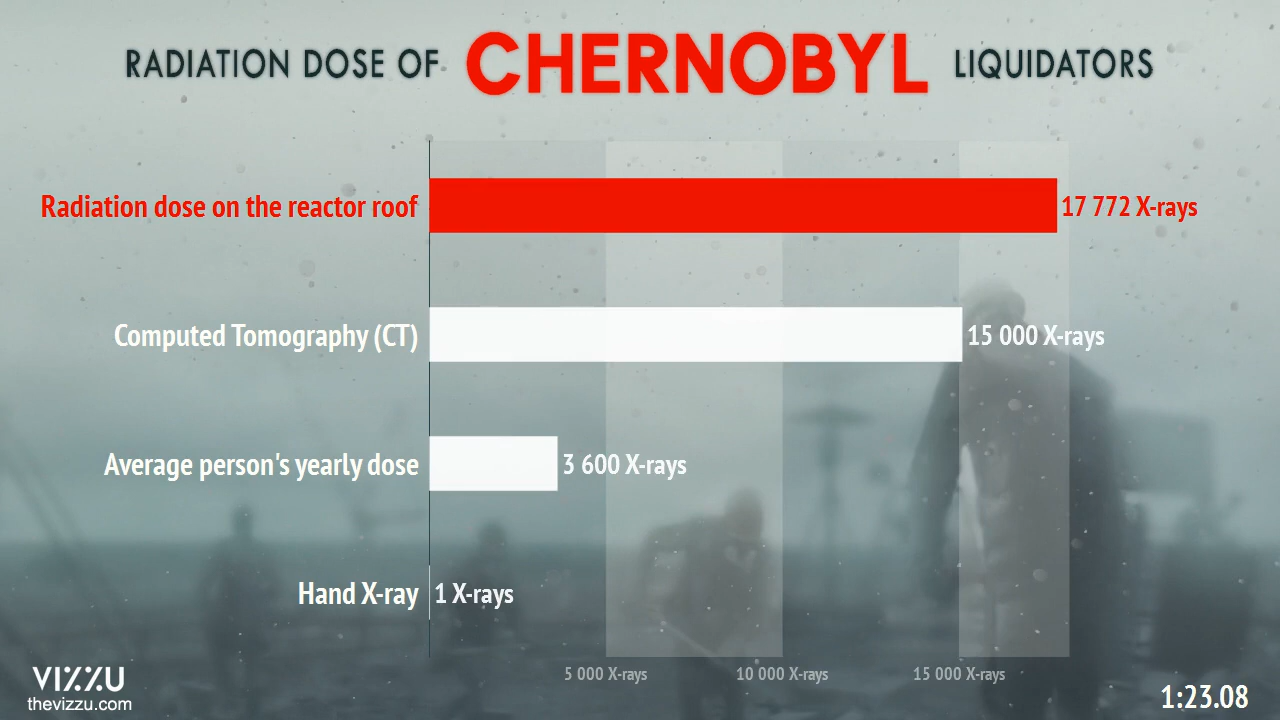 RADIATION DOSE OF CHERNOBYL LIQUIDATORS
Radiation dose on the reactor roof 17 772 X-rays
Computed Tomography (CT) 15 000 X-rays
Average person's yearly dose 3 600 X-rays
Hand X-ray 1 X-rays
5 000 X-rays 10 000 X-rays 15 000 X-rays
VIZZU
thevizzu.com
1:23.08